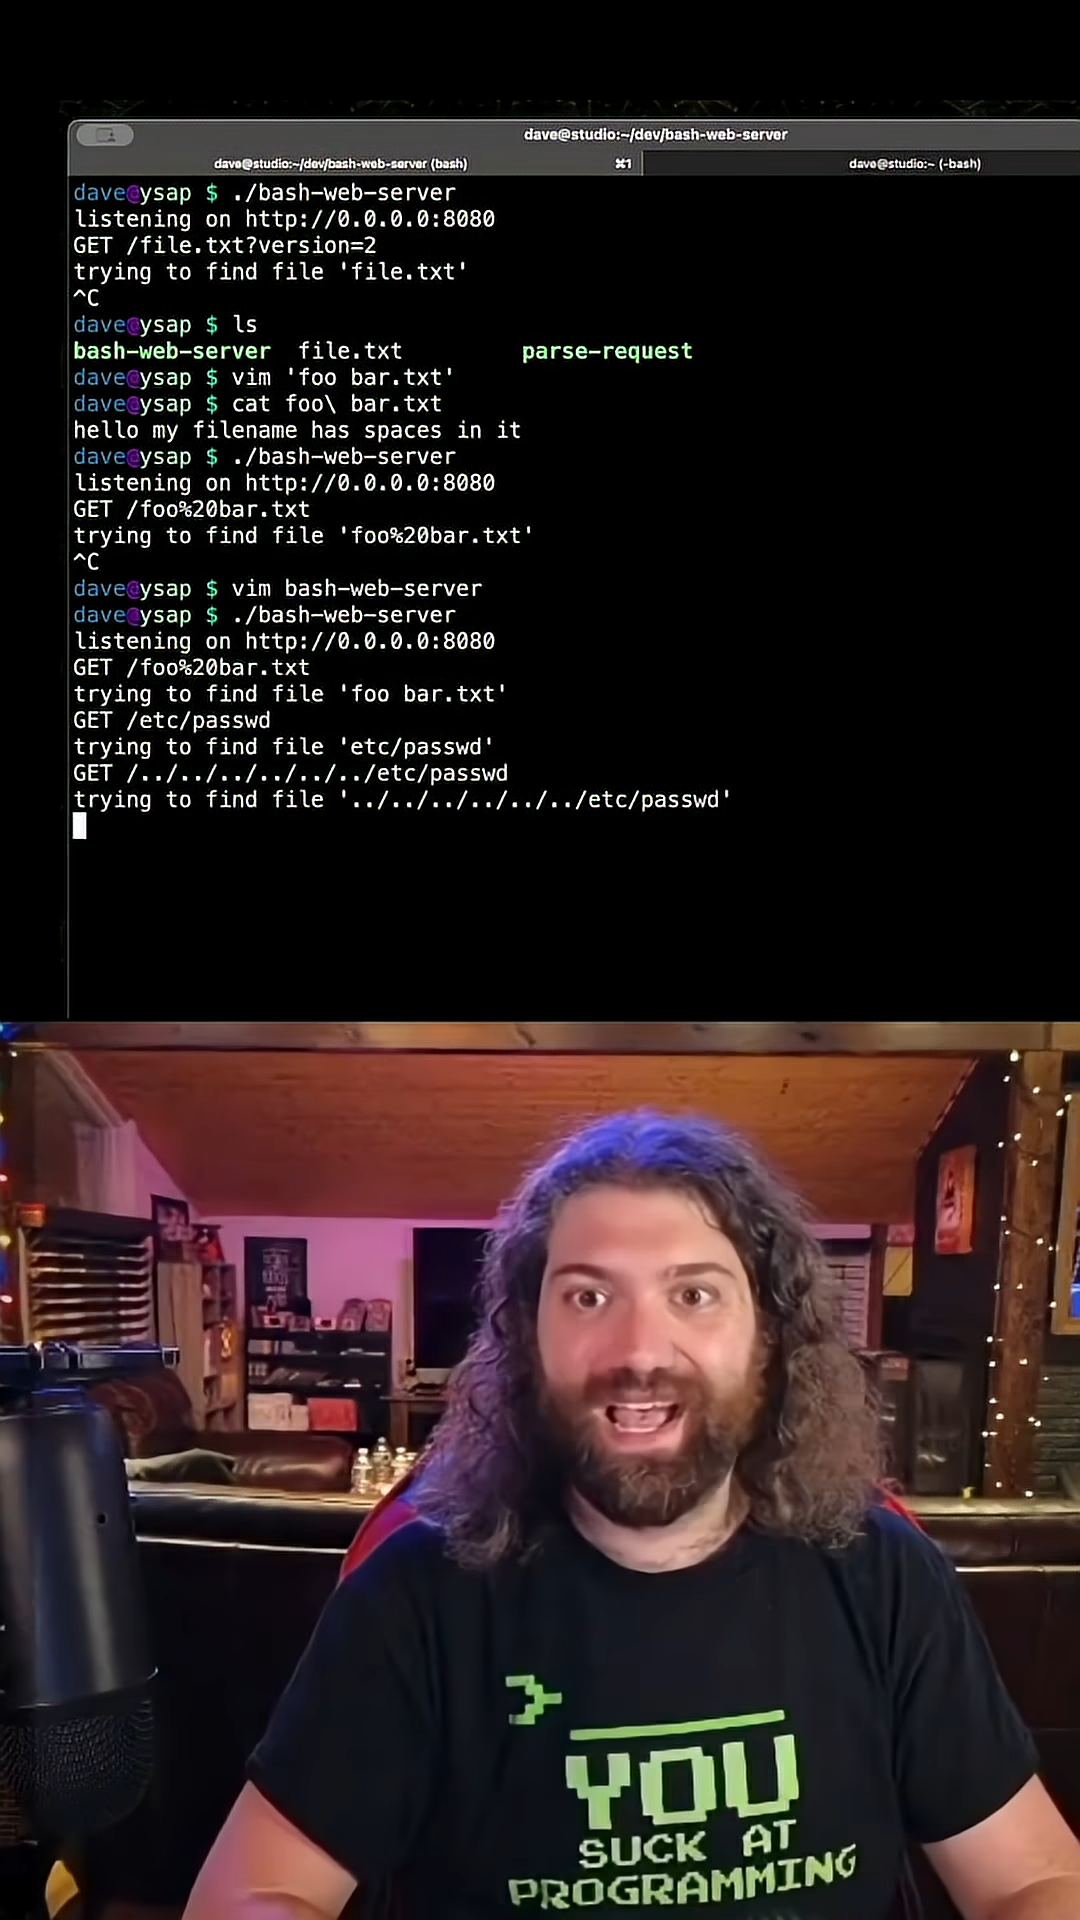 dave@studio:~/dev/bash-web-server
dave@studio:~/dev/bash-web-server (bash) ⌘1 dave@studio:~ (-bash)
dave@ysap $ ./bash-web-server
listening on http://0.0.0.0:8080
GET /file.txt?version=2
trying to find file 'file.txt'
^C
dave@ysap $ ls
bash-web-server file.txt parse-request
dave@ysap $ vim 'foo bar.txt'
dave@ysap $ cat foo\ bar.txt
hello my filename has spaces in it
dave@ysap $ ./bash-web-server
listening on http://0.0.0.0:8080
GET /foo%20bar.txt
trying to find file 'foo%20bar.txt'
^C
dave@ysap $ vim bash-web-server
dave@ysap $ ./bash-web-server
listening on http://0.0.0.0:8080
GET /foo%20bar.txt
trying to find file 'foo bar.txt'
GET /etc/passwd
trying to find file 'etc/passwd'
GET /../../../../../../etc/passwd
trying to find file '../../../../../../etc/passwd'
YOU
SUCK AT
PROGRAMMING